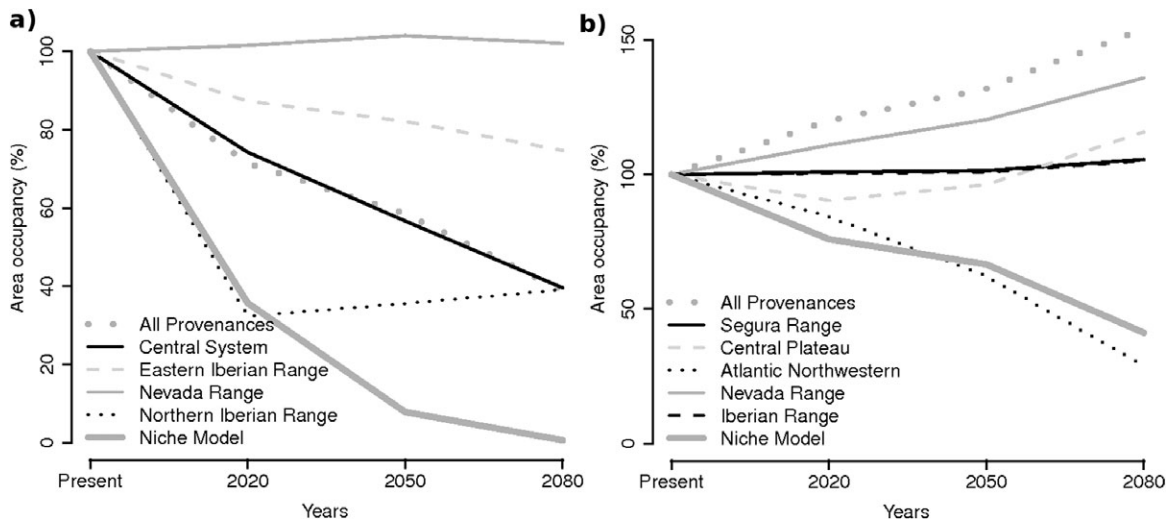 a)
100
80
60
40
20
0
Area occupancy (%)
All Provenances
Central System
Eastern Iberian Range
Nevada Range
Northern Iberian Range
Niche Model
Present 2020 2050 2080
Years
b)
150
100
50
0
Area occupancy (%)
All Provenances
Segura Range
Central Plateau
Atlantic Northwestern
Nevada Range
Iberian Range
Niche Model
Present 2020 2050 2080
Years